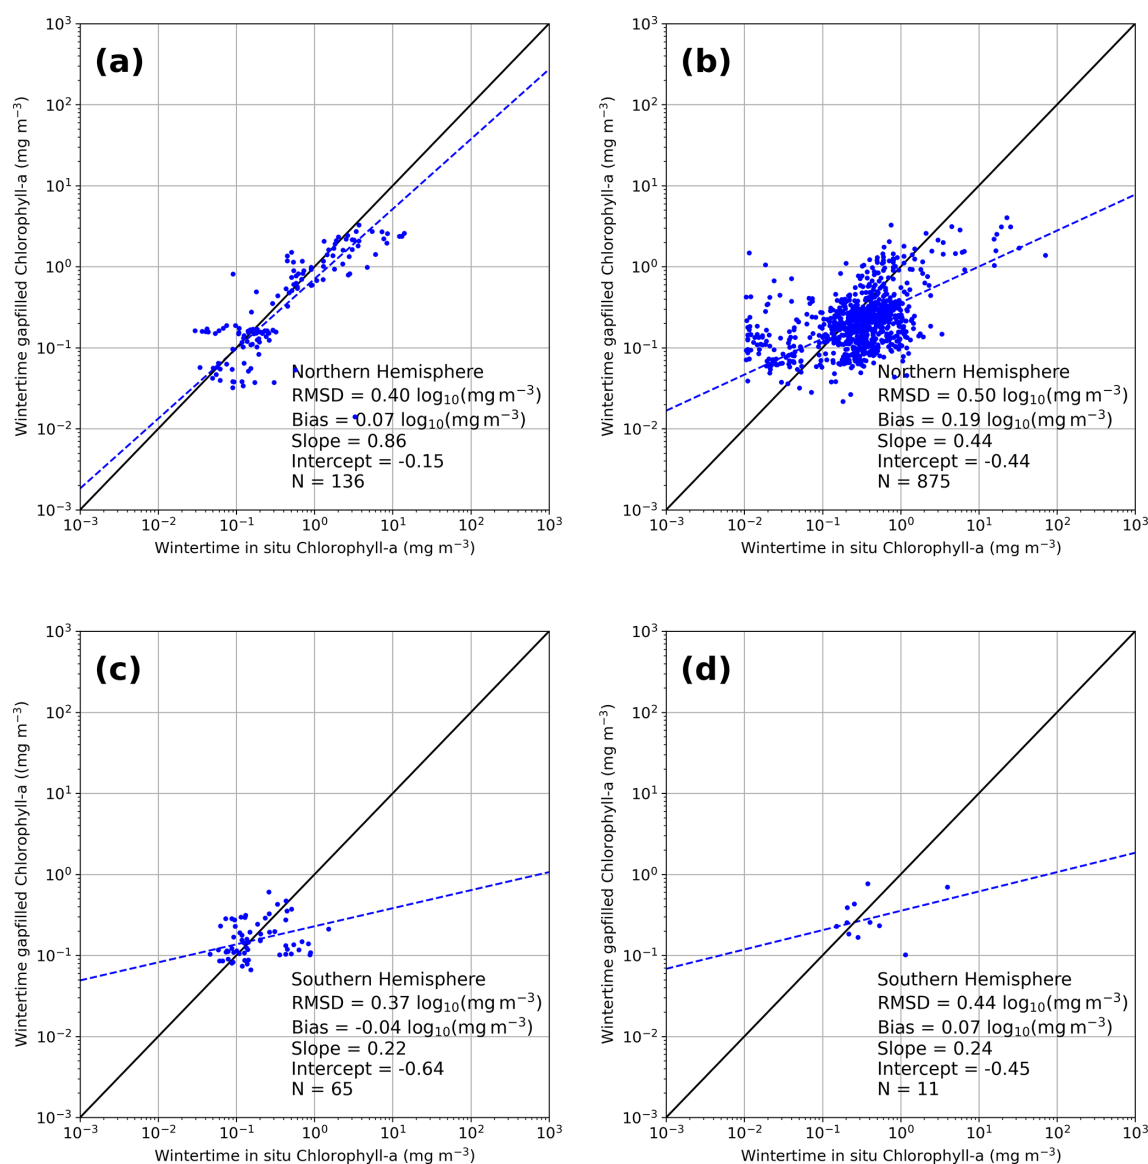 (a)
10³
10²
10¹
10⁰
10⁻¹
10⁻²
10⁻³
Wintertime gapfilled Chlorophyll-a (mg m⁻³)
Northern Hemisphere
RMSD = 0.40 log₁₀(mg m⁻³)
Bias = 0.07 log₁₀(mg m⁻³)
Slope = 0.86
Intercept = -0.15
N = 136
10⁻³ 10⁻² 10⁻¹ 10⁰ 10¹ 10² 10³
Wintertime in situ Chlorophyll-a (mg m⁻³)
(b)
10³
10²
10¹
10⁰
10⁻¹
10⁻²
10⁻³
Wintertime gapfilled Chlorophyll-a (mg m⁻³)
Northern Hemisphere
RMSD = 0.50 log₁₀(mg m⁻³)
Bias = 0.19 log₁₀(mg m⁻³)
Slope = 0.44
Intercept = -0.44
N = 875
10⁻³ 10⁻² 10⁻¹ 10⁰ 10¹ 10² 10³
Wintertime in situ Chlorophyll-a (mg m⁻³)
(c)
10³
10²
10¹
10⁰
10⁻¹
10⁻²
10⁻³
Wintertime gapfilled Chlorophyll-a ((mg m⁻³)
Southern Hemisphere
RMSD = 0.37 log₁₀(mg m⁻³)
Bias = -0.04 log₁₀(mg m⁻³)
Slope = 0.22
Intercept = -0.64
N = 65
10⁻³ 10⁻² 10⁻¹ 10⁰ 10¹ 10² 10³
Wintertime in situ Chlorophyll-a (mg m⁻³)
(d)
10³
10²
10¹
10⁰
10⁻¹
10⁻²
10⁻³
Wintertime gapfilled Chlorophyll-a (mg m⁻³)
Southern Hemisphere
RMSD = 0.44 log₁₀(mg m⁻³)
Bias = 0.07 log₁₀(mg m⁻³)
Slope = 0.24
Intercept = -0.45
N = 11
10⁻³ 10⁻² 10⁻¹ 10⁰ 10¹ 10² 10³
Wintertime in situ Chlorophyll-a (mg m⁻³)